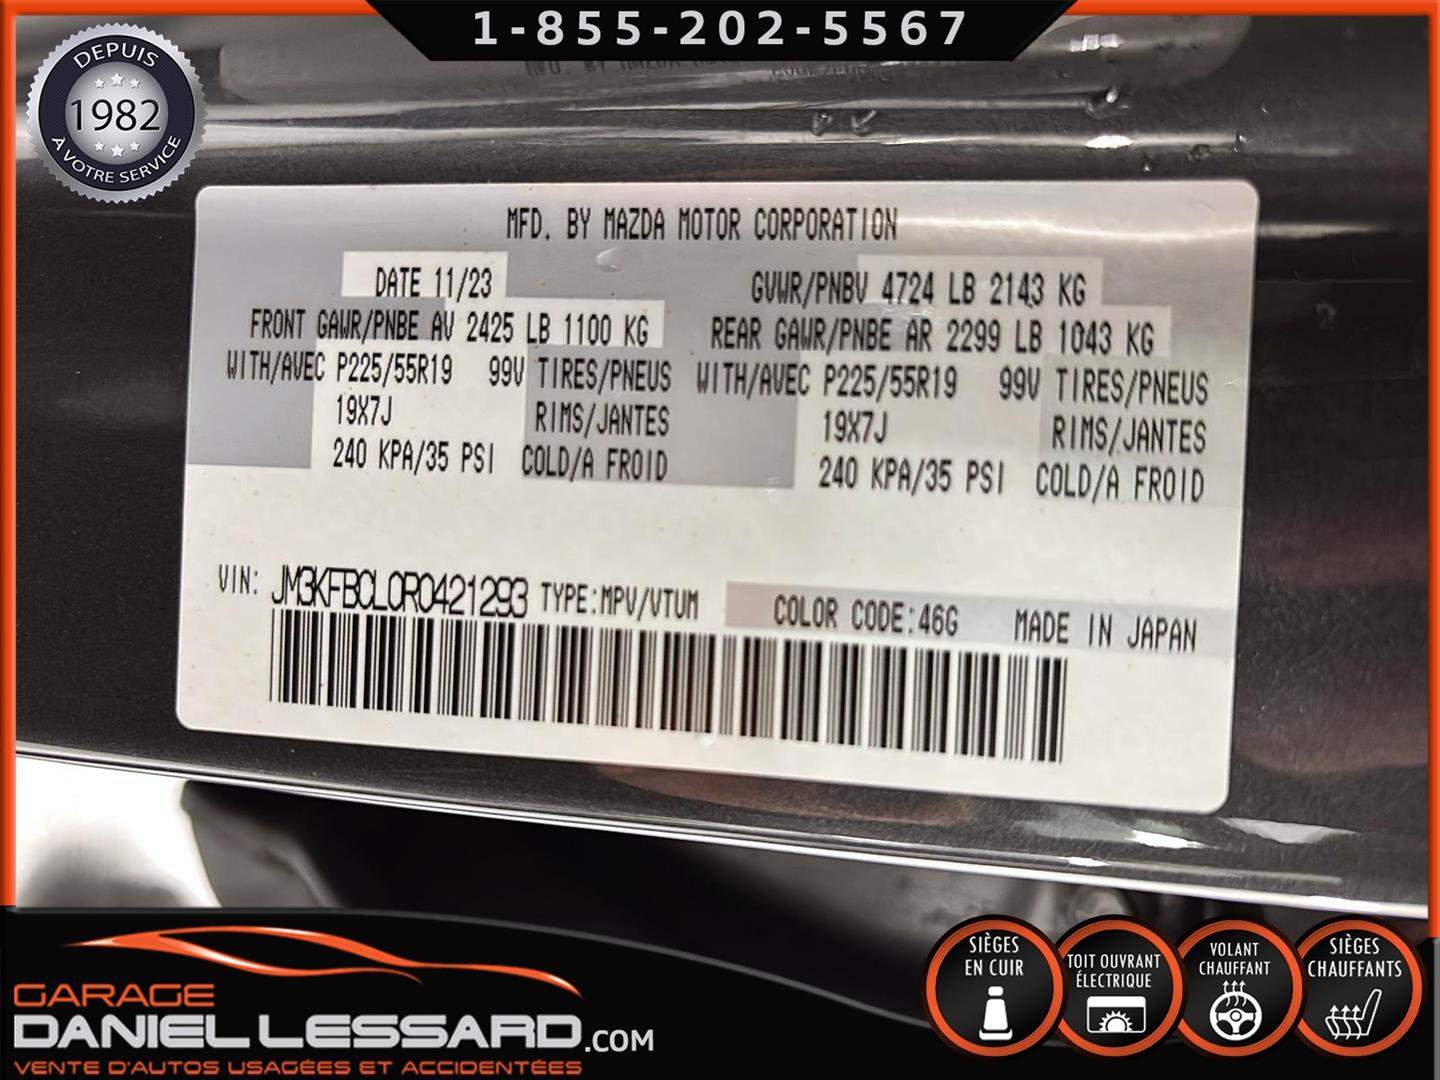 1-855-202-5567
DEPUIS
1982
À VOTRE SERVICE
MFD. BY MAZDA MOTOR CORPORATION
DATE 11/23
GVWR/PNBV 4724 LB 2143 KG
FRONT GAWR/PNBE AV 2425 LB 1100 KG
REAR GAWR/PNBE AR 2299 LB 1043 KG
WITH/AVEC P225/55R19 99V TIRES/PNEUS
WITH/AVEC P225/55R19 99V TIRES/PNEUS
19X7J RIMS/JANTES
19X7J RIMS/JANTES
240 KPA/35 PSI COLD/A FROID
240 KPA/35 PSI COLD/A FROID
VIN: JM3KFBCL0R0421293 TYPE:MPV/VTUM COLOR CODE:46G MADE IN JAPAN
SIÈGES
EN CUIR
TOIT OUVRANT
ÉLECTRIQUE
VOLANT
CHAUFFANT
SIÈGES
CHAUFFANTS
GARAGE
DANIEL LESSARD.COM
VENTE D'AUTOS USAGÉES ET ACCIDENTÉES